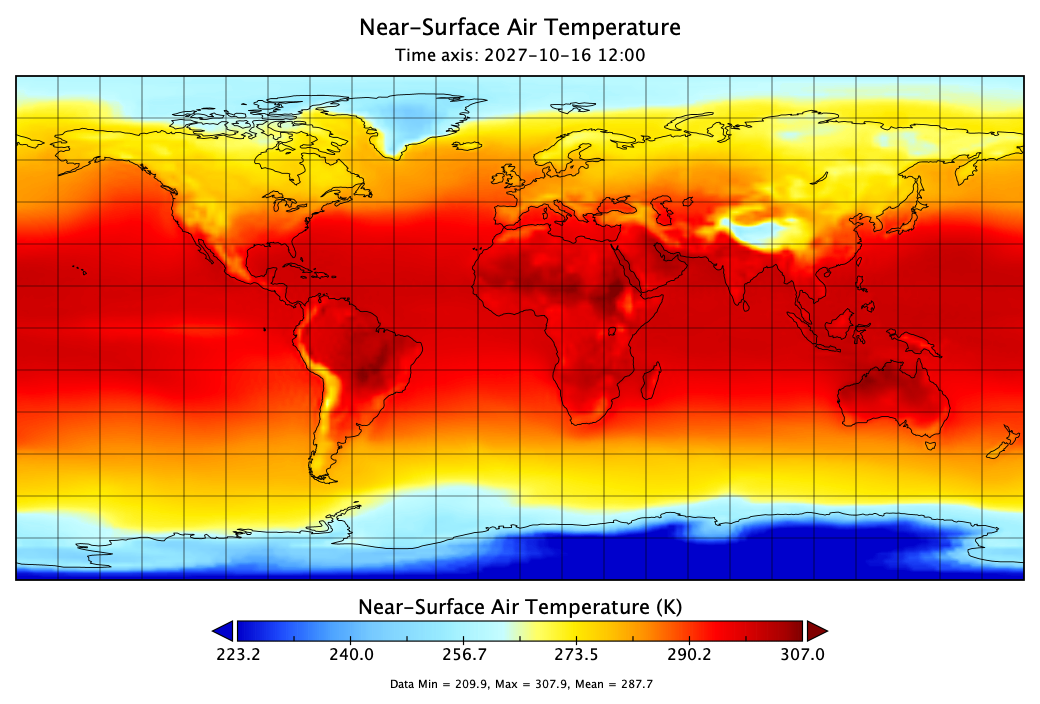 Near-Surface Air Temperature
Time axis: 2027-10-16 12:00
Near-Surface Air Temperature (K)
223.2 240.0 256.7 273.5 290.2 307.0
Data Min = 209.9, Max = 307.9, Mean = 287.7